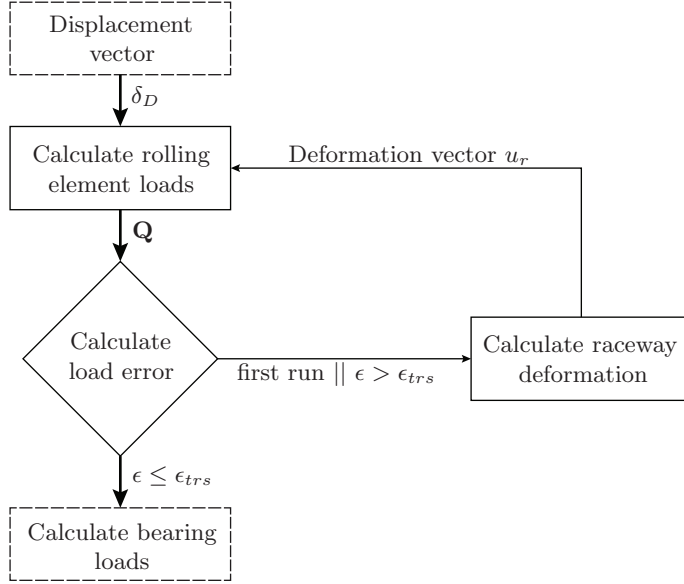 Displacement
vector
δ_D
Calculate rolling
element loads
Deformation vector u_r
Q
Calculate
load error
first run || ϵ > ϵ_trs
Calculate raceway
deformation
ϵ ≤ ϵ_trs
Calculate bearing
loads